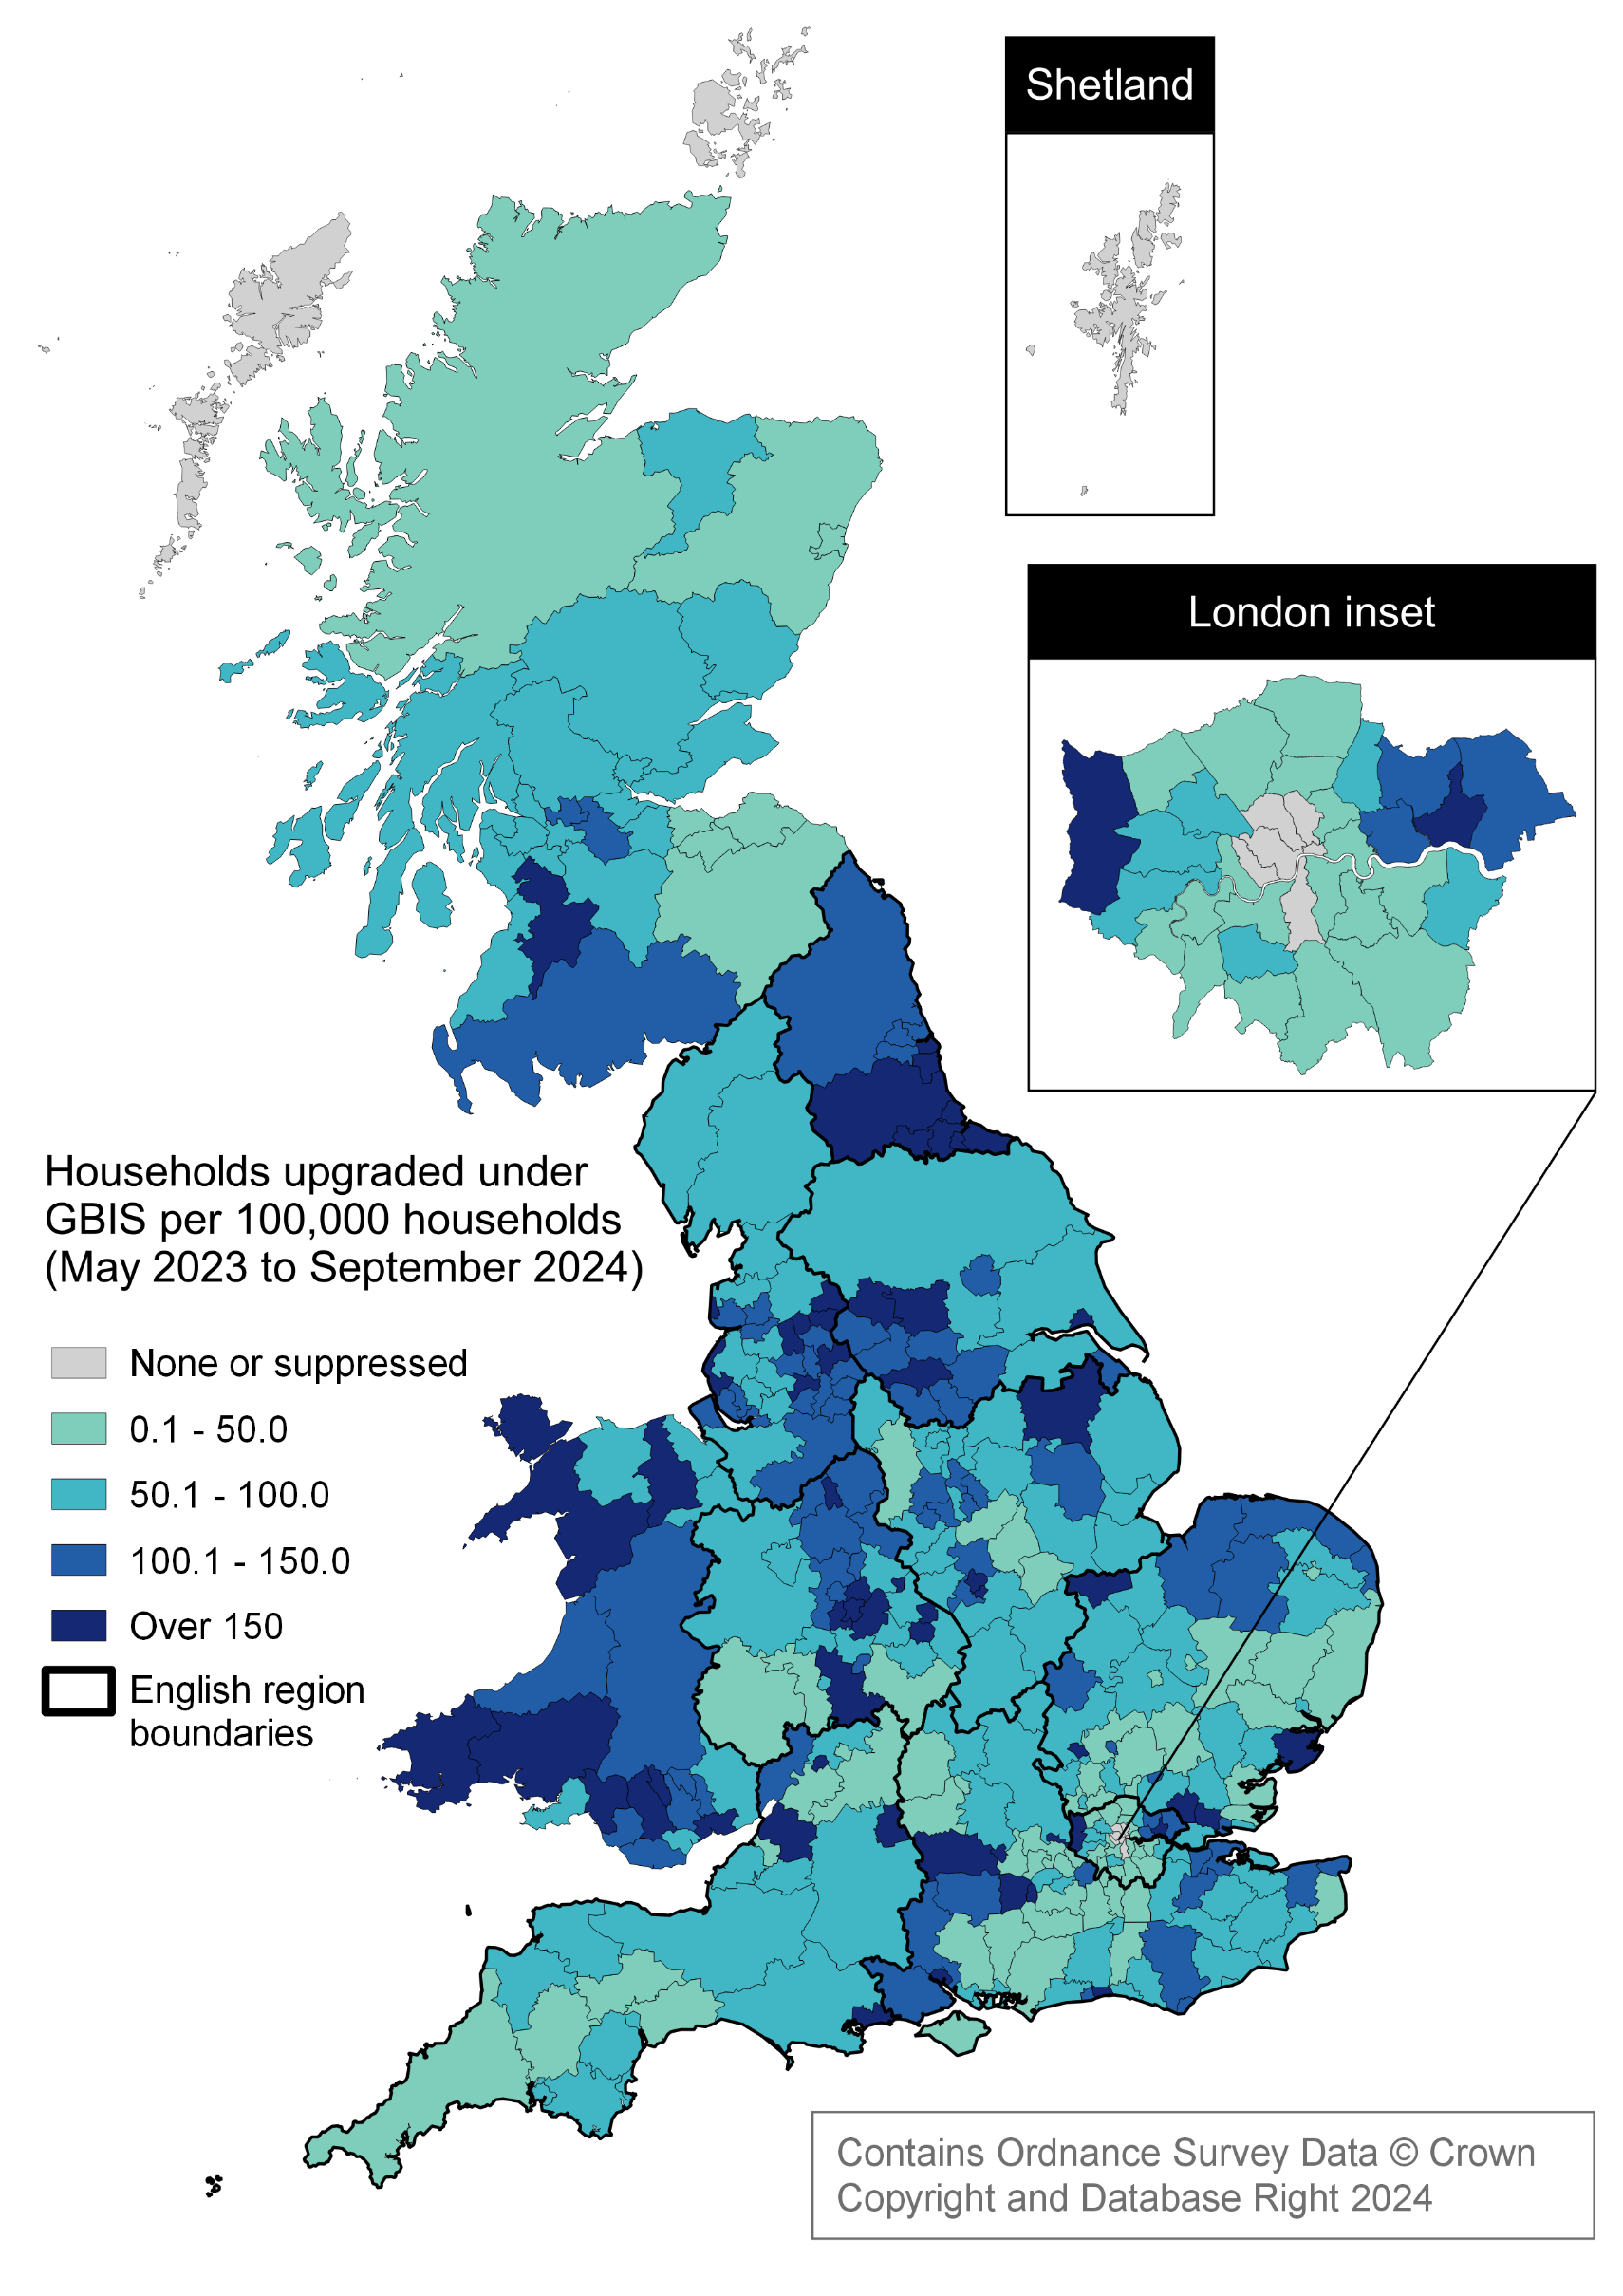 Shetland
London inset
Households upgraded under
GBIS per 100,000 households
(May 2023 to September 2024)
None or suppressed
0.1 - 50.0
50.1 - 100.0
100.1 - 150.0
Over 150
English region
boundaries
Contains Ordnance Survey Data © Crown
Copyright and Database Right 2024